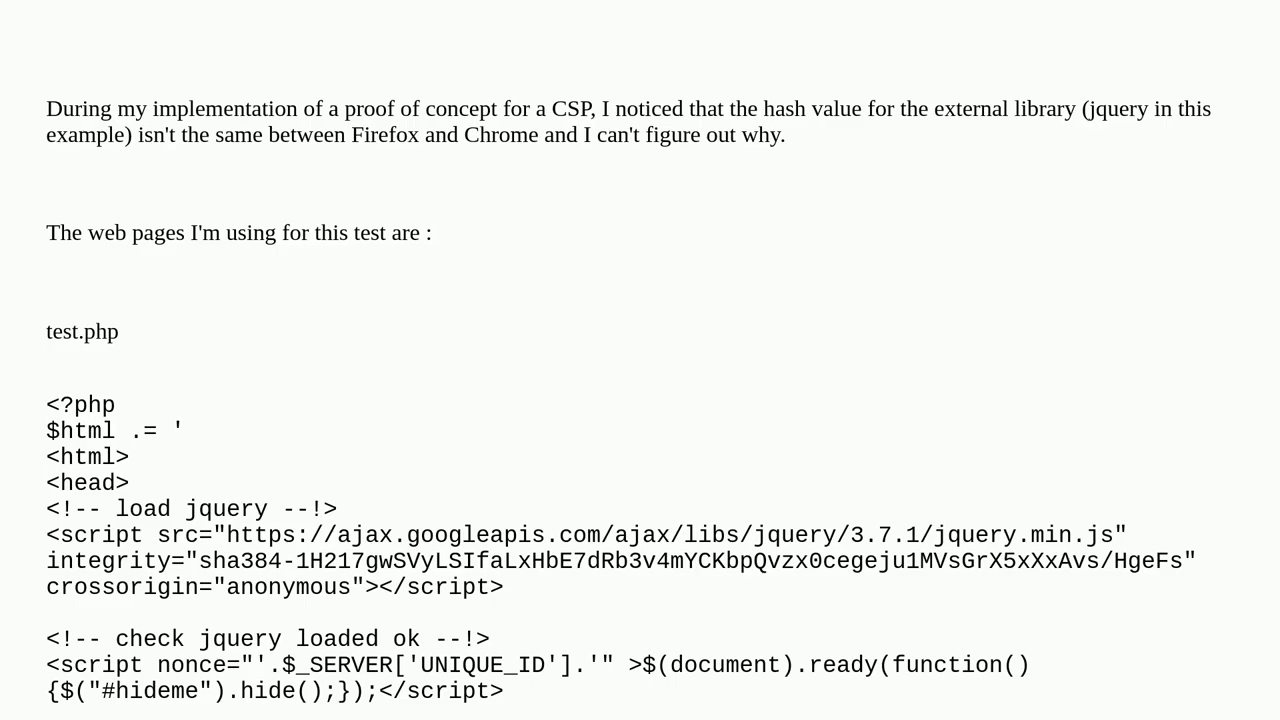 During my implementation of a proof of concept for a CSP, I noticed that the hash value for the external library (jquery in this
example) isn't the same between Firefox and Chrome and I can't figure out why.
The web pages I'm using for this test are :
test.php
<?php
$html .= '
<html>
<head>
<!-- load jquery --!>
<script src="https://ajax.googleapis.com/ajax/libs/jquery/3.7.1/jquery.min.js"
integrity="sha384-1H217gwSVyLSIfaLxHbE7dRb3v4mYCKbpQvzx0cegeju1MVsGrX5xXxAvs/HgeFs"
crossorigin="anonymous"></script>
<!-- check jquery loaded ok --!>
<script nonce="'.$_SERVER['UNIQUE_ID'].'" >$(document).ready(function()
{$("#hideme").hide();});</script>